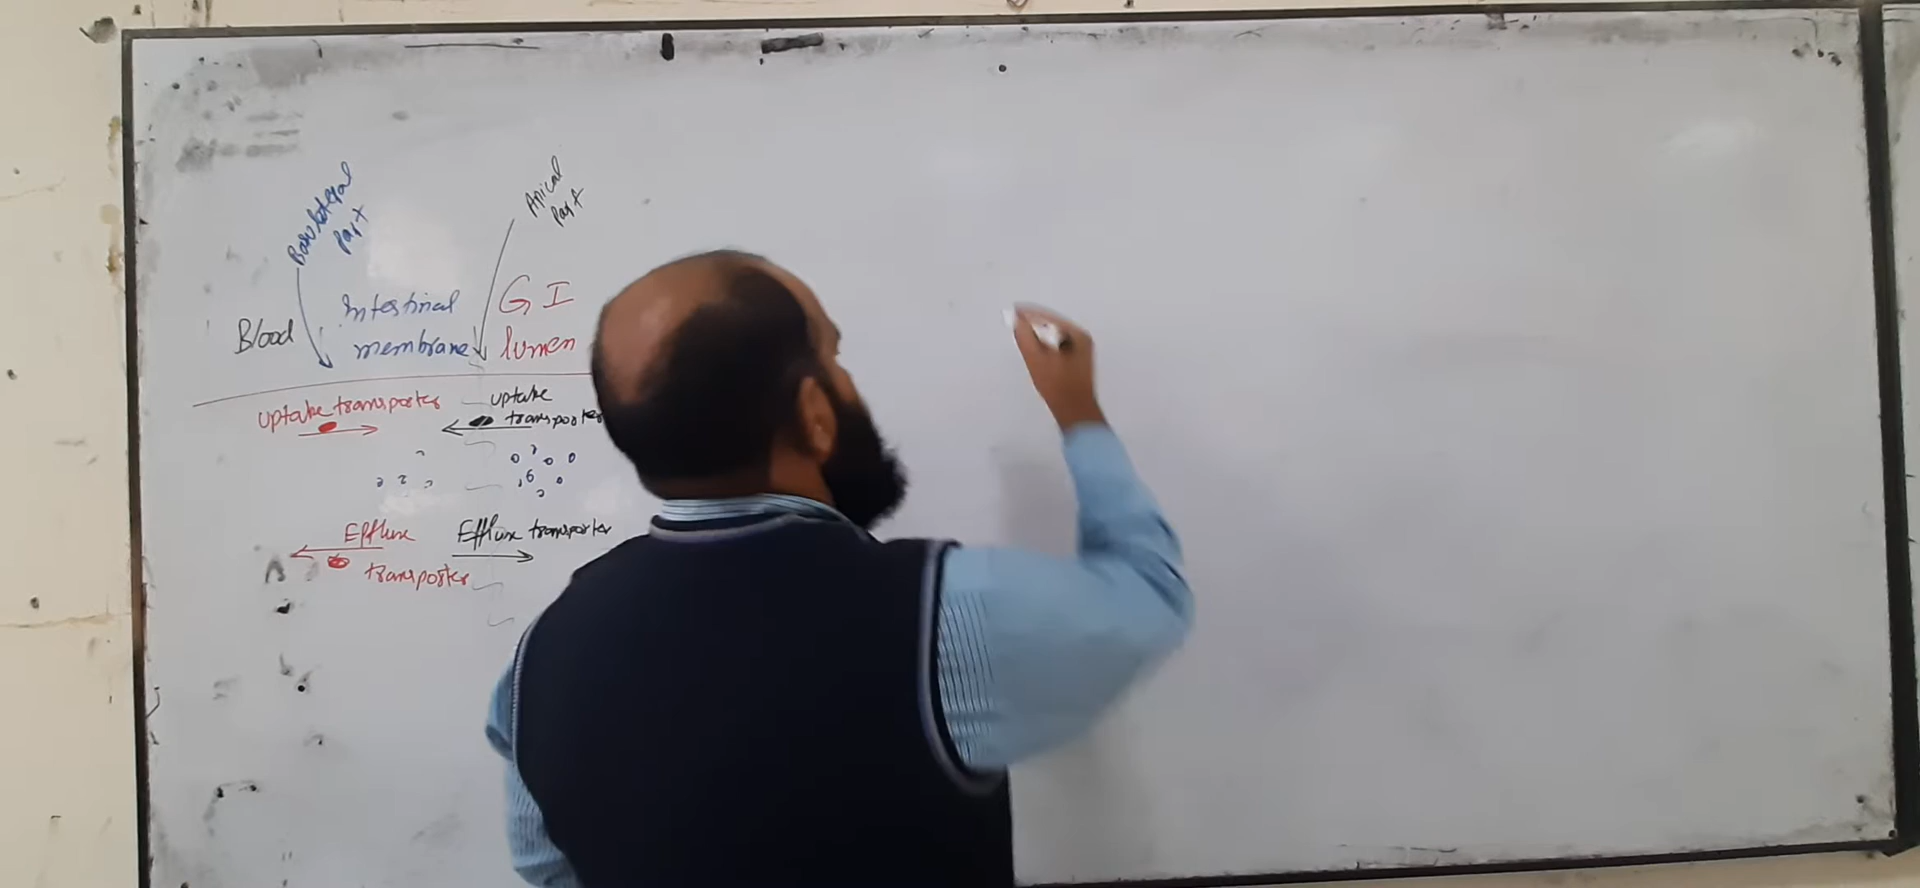 Basolateral
Part
Apical
Part
Blood
Intestinal
membrane
G I
lumen
uptake transporter
uptake
transporter
Efflux
transporter
Efflux transporter